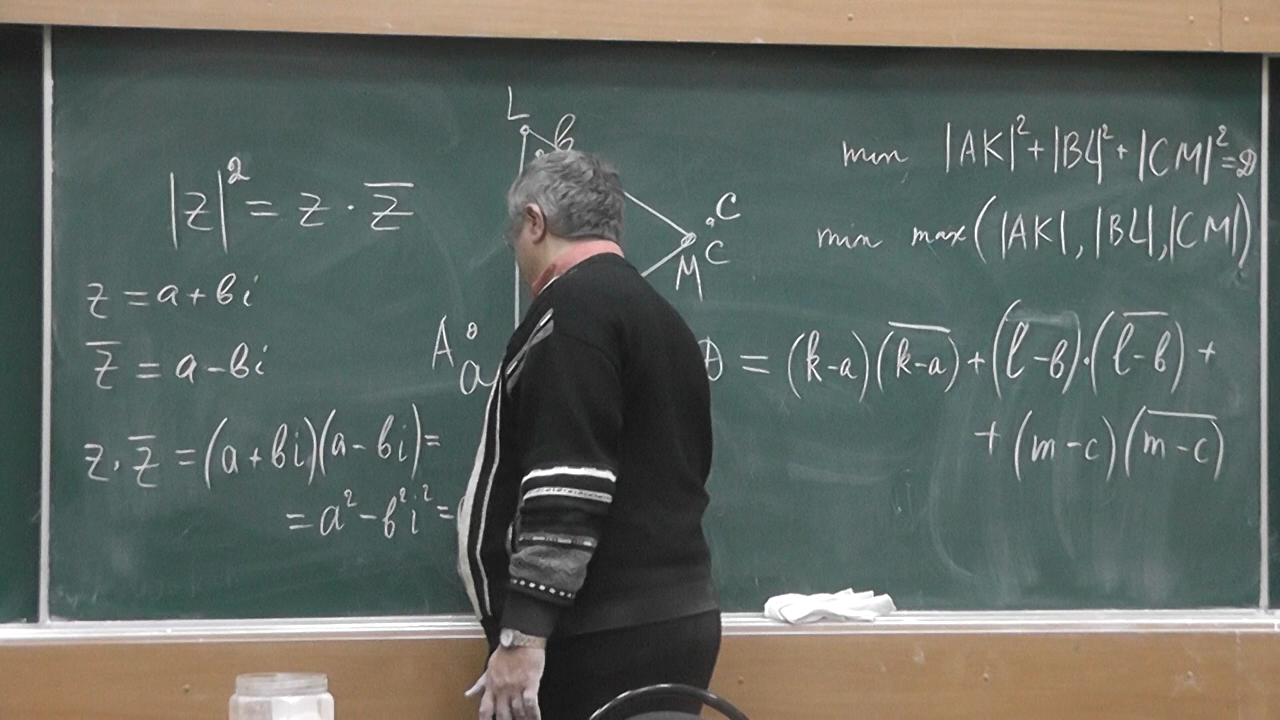 |z|² = z · z̅
z = a + bi
z̅ = a - bi
z · z̅ = (a + bi)(a - bi) =
= a² - b²i² =
L
b
C
C
M
A
a
min |AK|² + |BL|² + |CM|² = D
min max(|AK|, |BL|, |CM|)
D = (k-a)(k̅-̅a̅) + (l-b)·(l̅-̅b̅) +
+ (m-c)(m̅-̅c̅)